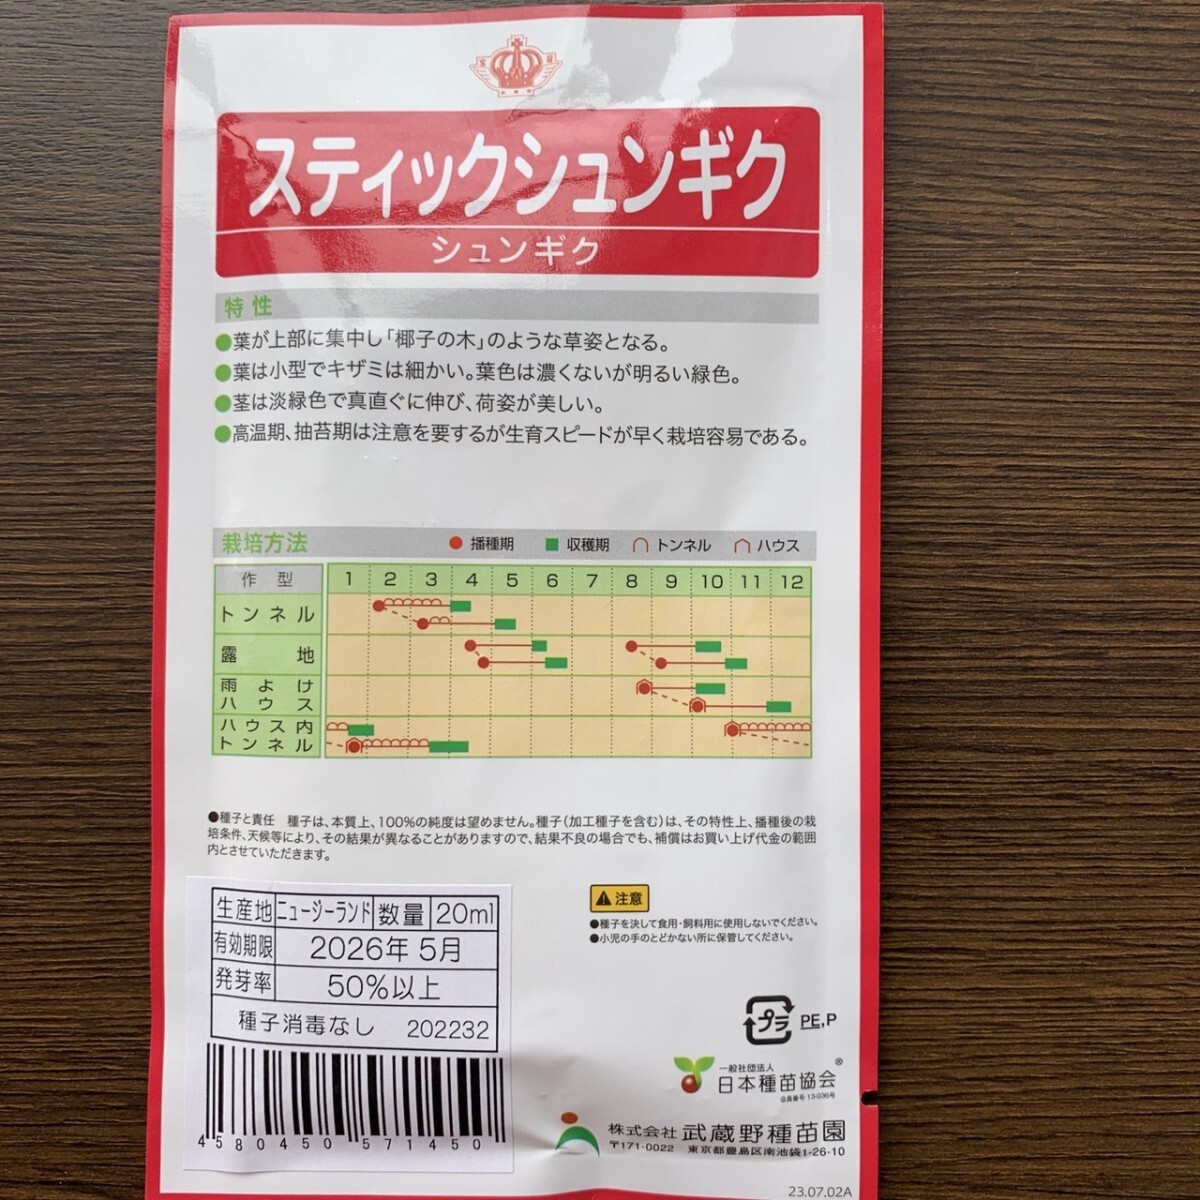 スティックシュンギク
シュンギク
特性
●葉が上部に集中し「椰子の木」のような草姿となる。
●葉は小型でキザミは細かい。葉色は濃くないが明るい緑色。
●茎は淡緑色で真直ぐに伸び、荷姿が美しい。
●高温期、抽苔期は注意を要するが生育スピードが早く栽培容易である。
栽培方法 播種期 収穫期 トンネル ハウス
作型 1 2 3 4 5 6 7 8 9 10 11 12
トンネル
露地
雨よけ
ハウス
ハウス内
トンネル
●種子と責任 種子は、本質上、100%の純度は望めません。種子(加工種子を含む)は、その特性上、播種後の栽
培条件、天候等により、その結果が異なることがありますので、結果不良の場合でも、補償はお買い上げ代金の範囲
内とさせていただきます。
生産地 ニュージーランド 数量 20ml
有効期限 2026年 5月
発芽率 50%以上
種子消毒なし 202232
4580450571450
注意
●種子を決して食用・飼料用に使用しないでください。
●小児の手のとどかない所に保管してください。
プラ PE,P
一般社団法人
日本種苗協会®
会員番号 13-036号
株式会社 武蔵野種苗園
〒171-0022 東京都豊島区南池袋1-26-10
23.07.02A